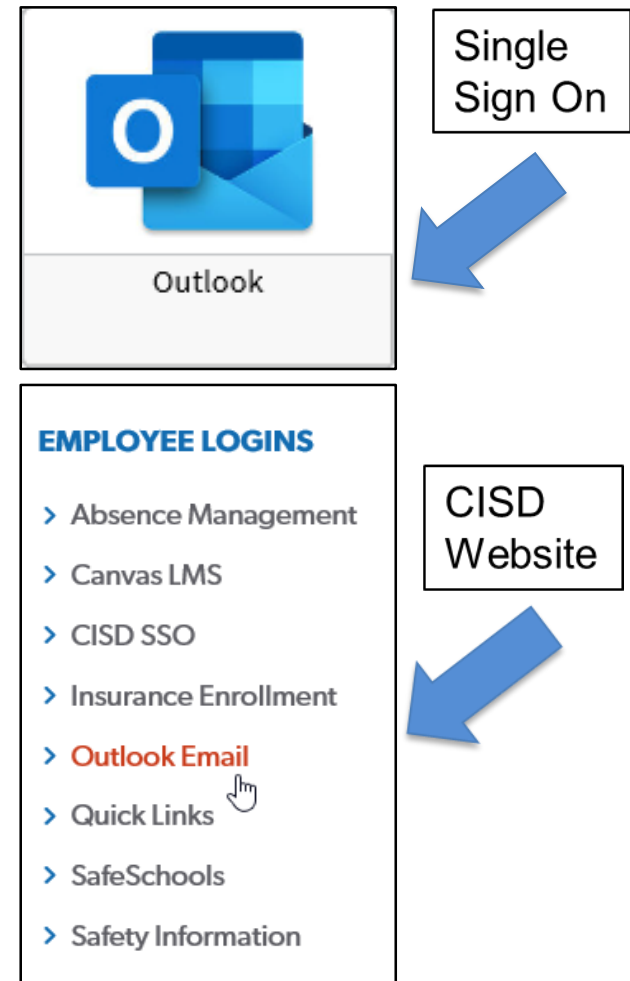 O
Outlook
Single
Sign On
EMPLOYEE LOGINS
> Absence Management
> Canvas LMS
> CISD SSO
> Insurance Enrollment
> Outlook Email
> Quick Links
> SafeSchools
> Safety Information
CISD
Website